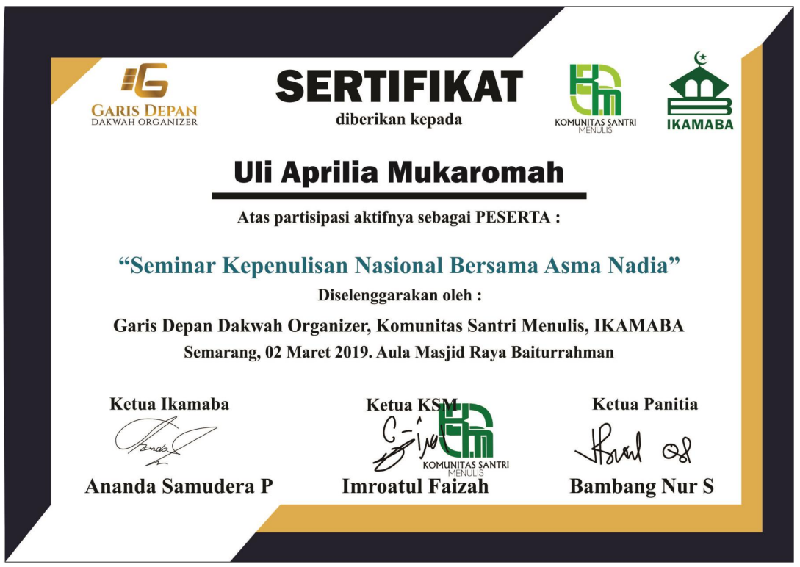 GARIS DEPAN
DAKWAH ORGANIZER
SERTIFIKAT
diberikan kepada
KOMUNITAS SANTRI
MENULIS
IKAMABA
Uli Aprilia Mukaromah
Atas partisipasi aktifnya sebagai PESERTA :
“Seminar Kepenulisan Nasional Bersama Asma Nadia”
Diselenggarakan oleh :
Garis Depan Dakwah Organizer, Komunitas Santri Menulis, IKAMABA
Semarang, 02 Maret 2019. Aula Masjid Raya Baiturrahman
Ketua Ikamaba
Ketua KSM
Ketua Panitia
KOMUNITAS SANTRI
MENULIS
Ananda Samudera P
Imroatul Faizah
Bambang Nur S